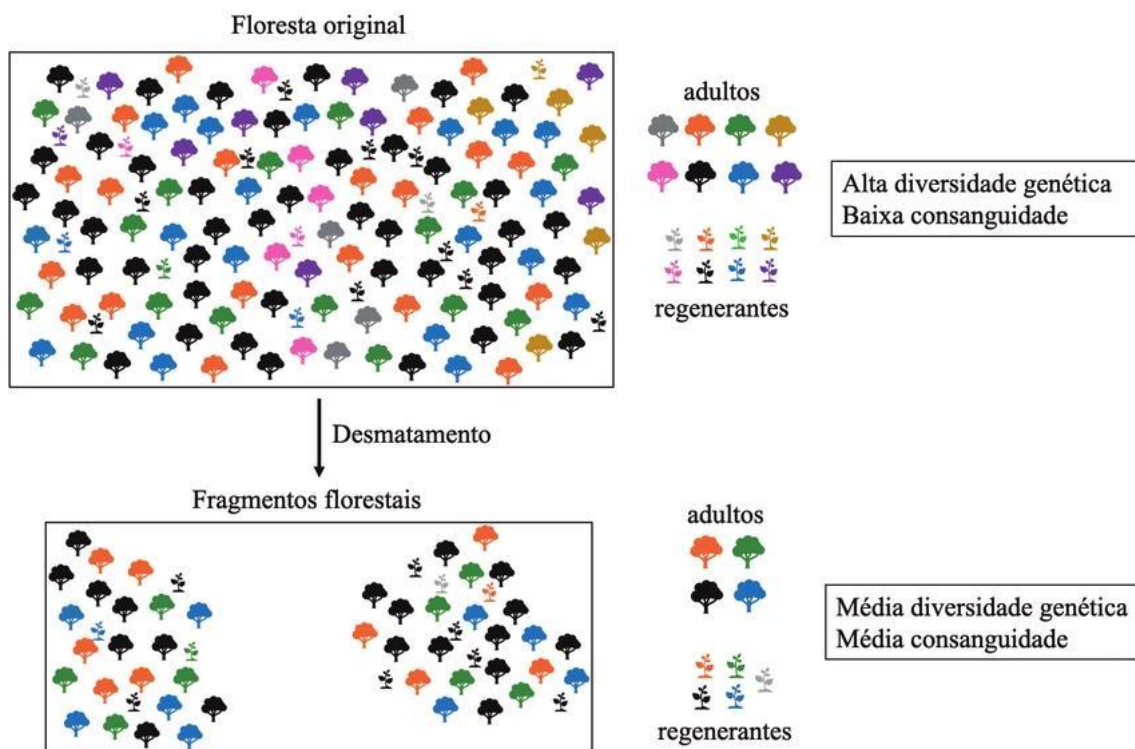 Floresta original
adultos
regenerantes
Alta diversidade genética
Baixa consanguidade
Desmatamento
Fragmentos florestais
adultos
regenerantes
Média diversidade genética
Média consanguidade